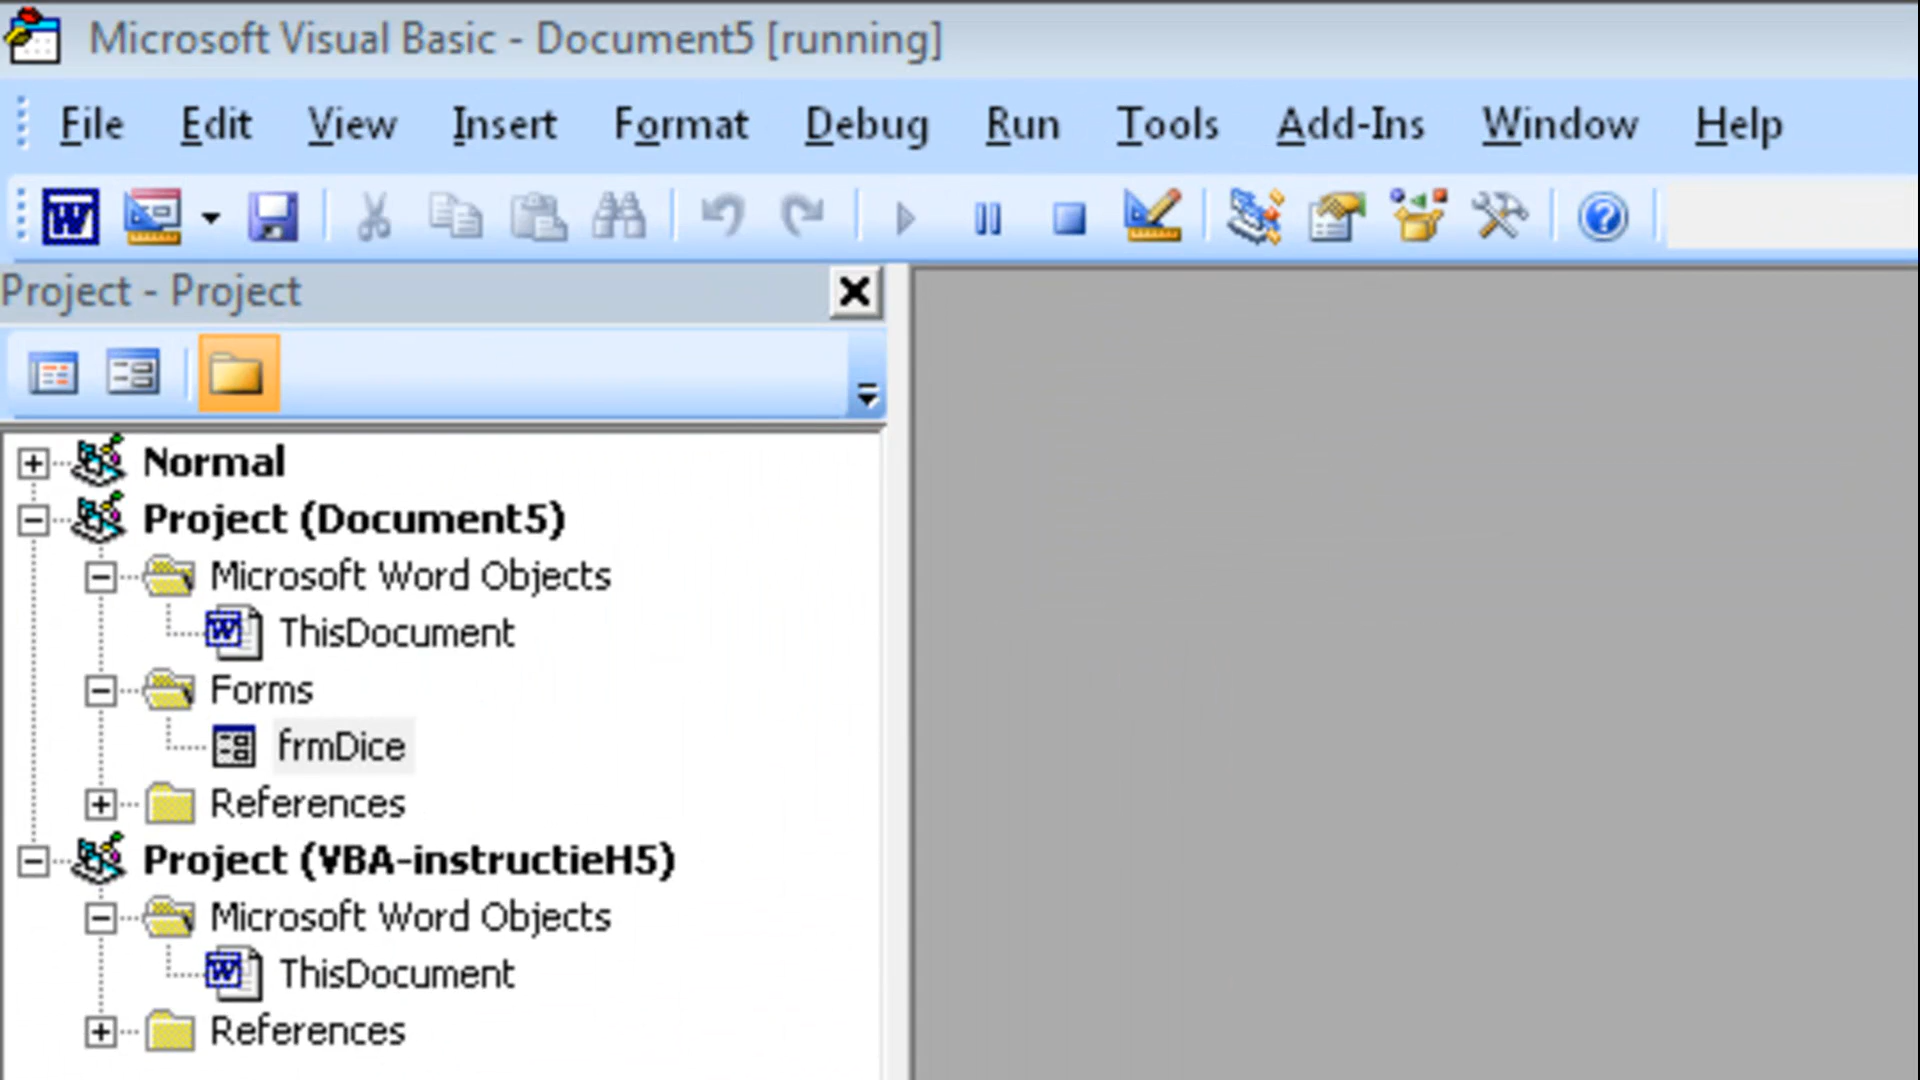 Microsoft Visual Basic - Document5 [running]
File Edit View Insert Format Debug Run Tools Add-Ins Window Help
Project - Project
Normal
Project (Document5)
Microsoft Word Objects
ThisDocument
Forms
frmDice
References
Project (VBA-instructieH5)
Microsoft Word Objects
ThisDocument
References